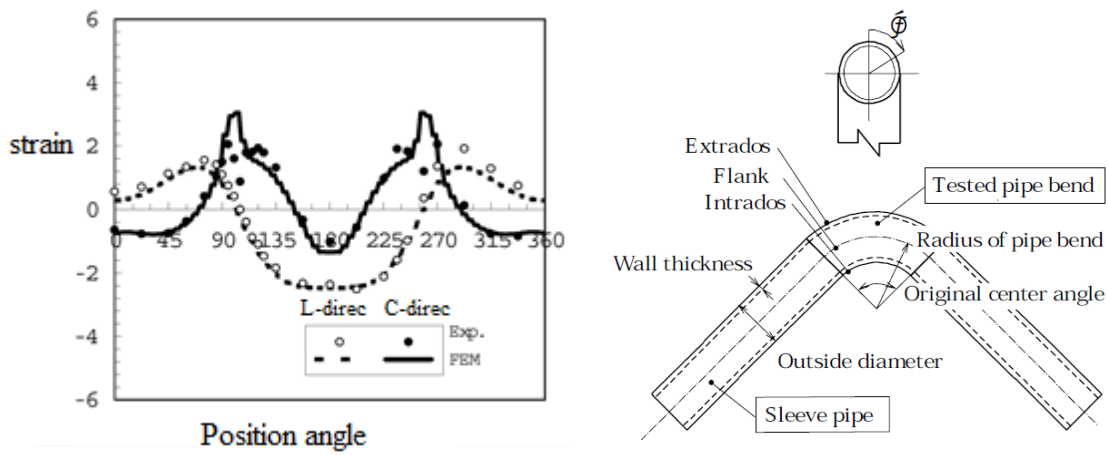 6
4
2
0
-2
-4
-6
strain
0 45 90 135 180 225 270 315 360
L-direc C-direc
Exp.
FEM
Position angle
Extrados
Flank
Intrados
Tested pipe bend
Radius of pipe bend
Wall thickness
Original center angle
Outside diameter
Sleeve pipe